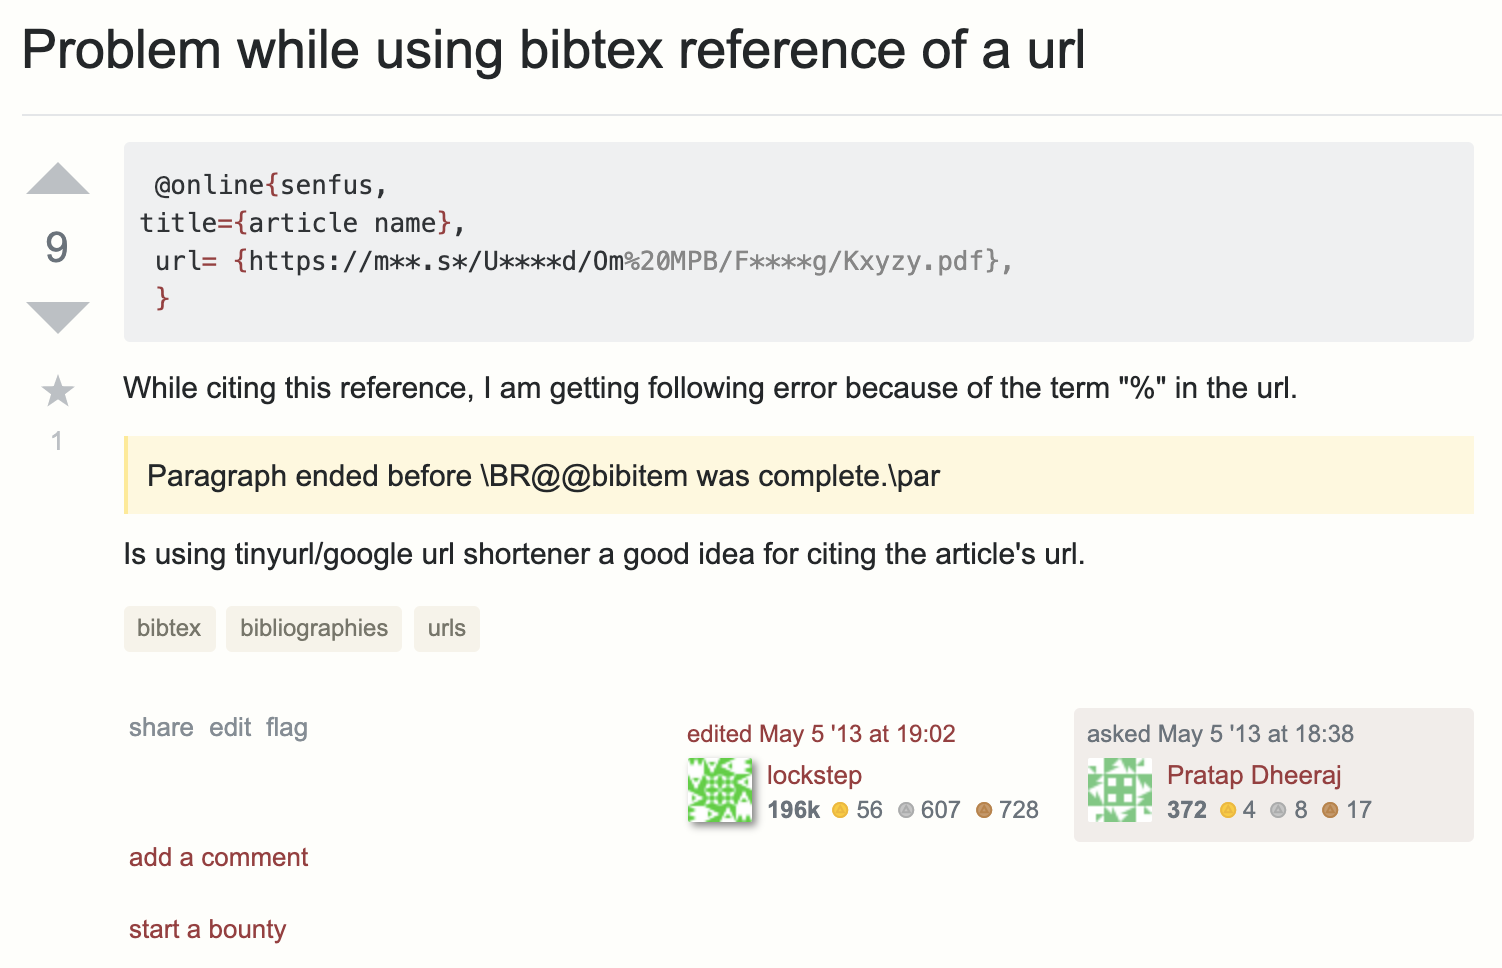 Problem while using bibtex reference of a url
9
1
@online{senfus,
title={article name},
url= {https://m**.s*/U****d/Om%20MPB/F****g/Kxyzy.pdf},
}
While citing this reference, I am getting following error because of the term "%" in the url.
Paragraph ended before \BR@@bibitem was complete.\par
Is using tinyurl/google url shortener a good idea for citing the article's url.
bibtex bibliographies urls
share edit flag
edited May 5 '13 at 19:02
lockstep
196k 56 607 728
asked May 5 '13 at 18:38
Pratap Dheeraj
372 4 8 17
add a comment
start a bounty